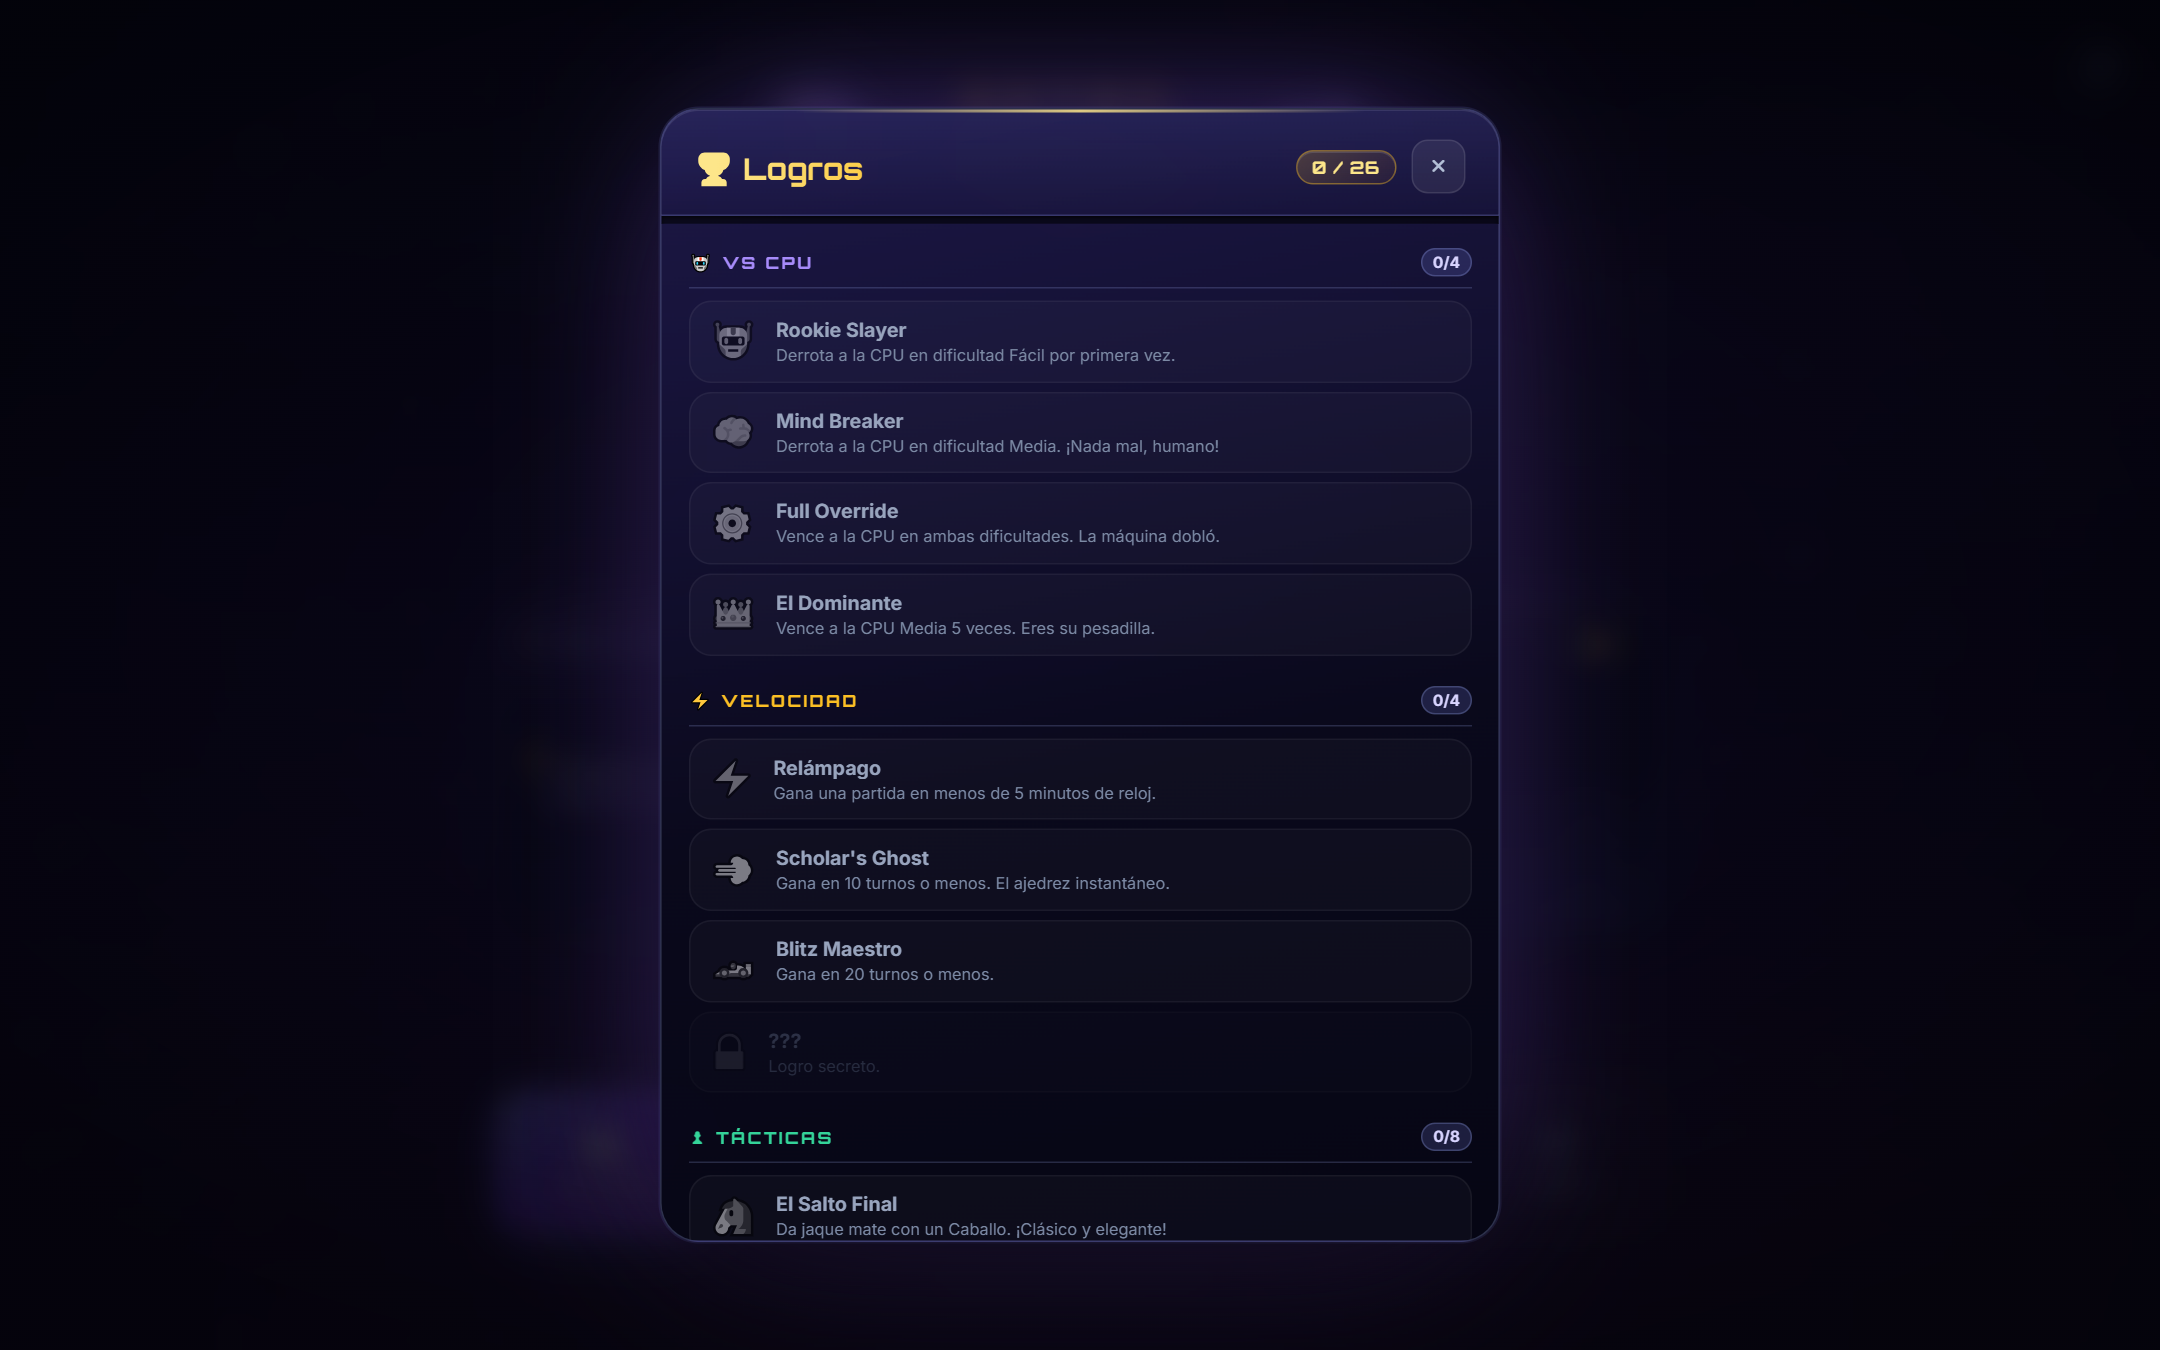 Logros
0 / 26
×
VS CPU
0/4
Rookie Slayer
Derrota a la CPU en dificultad Fácil por primera vez.
Mind Breaker
Derrota a la CPU en dificultad Media. ¡Nada mal, humano!
Full Override
Vence a la CPU en ambas dificultades. La máquina dobló.
El Dominante
Vence a la CPU Media 5 veces. Eres su pesadilla.
VELOCIDAD
0/4
Relámpago
Gana una partida en menos de 5 minutos de reloj.
Scholar's Ghost
Gana en 10 turnos o menos. El ajedrez instantáneo.
Blitz Maestro
Gana en 20 turnos o menos.
???
Logro secreto.
TÁCTICAS
0/8
El Salto Final
Da jaque mate con un Caballo. ¡Clásico y elegante!